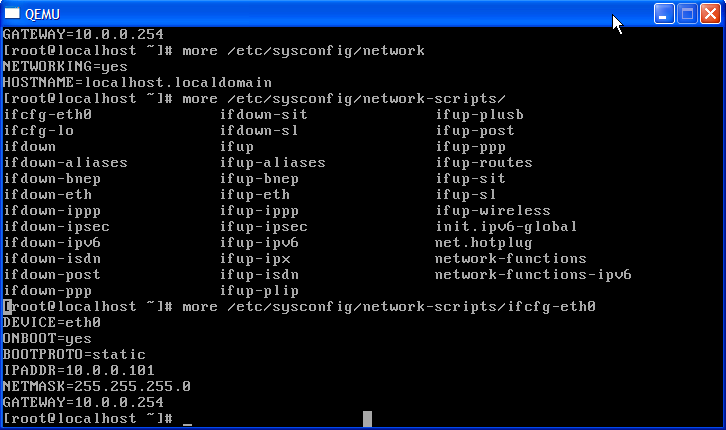 QEMU
GATEWAY=10.0.0.254
[root@localhost ~]# more /etc/sysconfig/network
NETWORKING=yes
HOSTNAME=localhost.localdomain
[root@localhost ~]# more /etc/sysconfig/network-scripts/
ifcfg-eth0 ifdown-sit ifup-plusb
ifcfg-lo ifdown-sl ifup-post
ifdown ifup ifup-ppp
ifdown-aliases ifup-aliases ifup-routes
ifdown-bnep ifup-bnep ifup-sit
ifdown-eth ifup-eth ifup-sl
ifdown-ippp ifup-ippp ifup-wireless
ifdown-ipsec ifup-ipsec init.ipv6-global
ifdown-ipv6 ifup-ipv6 net.hotplug
ifdown-isdn ifup-ipx network-functions
ifdown-post ifup-isdn network-functions-ipv6
ifdown-ppp ifup-plip
[root@localhost ~]# more /etc/sysconfig/network-scripts/ifcfg-eth0
DEVICE=eth0
ONBOOT=yes
BOOTPROTO=static
IPADDR=10.0.0.101
NETMASK=255.255.255.0
GATEWAY=10.0.0.254
[root@localhost ~]# _